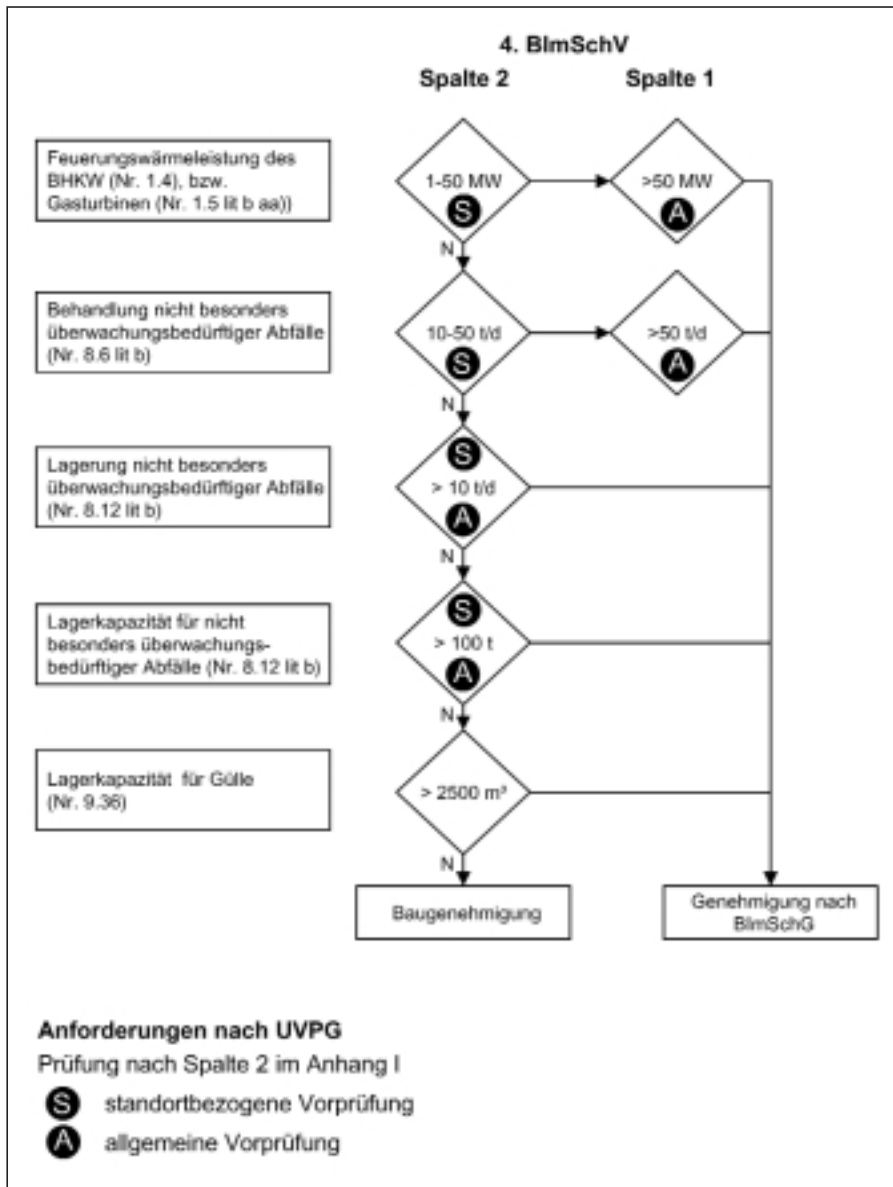 4. BImSchV
Spalte 2
Spalte 1
Feuerungswärmeleistung des
BHKW (Nr. 1.4), bzw.
Gasturbinen (Nr. 1.5 lit b aa))
1-50 MW
S
>50 MW
A
N
Behandlung nicht besonders
überwachungsbedürftiger Abfälle
(Nr. 8.6 lit b)
10-50 t/d
S
>50 t/d
A
N
Lagerung nicht besonders
überwachungsbedürftiger Abfälle
(Nr. 8.12 lit b)
S
> 10 t/d
A
N
Lagerkapazität für nicht
besonders überwachungs-
bedürftiger Abfälle (Nr. 8.12 lit b)
S
> 100 t
A
N
Lagerkapazität für Gülle
(Nr. 9.36)
> 2500 m³
N
Baugenehmigung
Genehmigung nach
BImSchG
Anforderungen nach UVPG
Prüfung nach Spalte 2 im Anhang I
S standortbezogene Vorprüfung
A allgemeine Vorprüfung